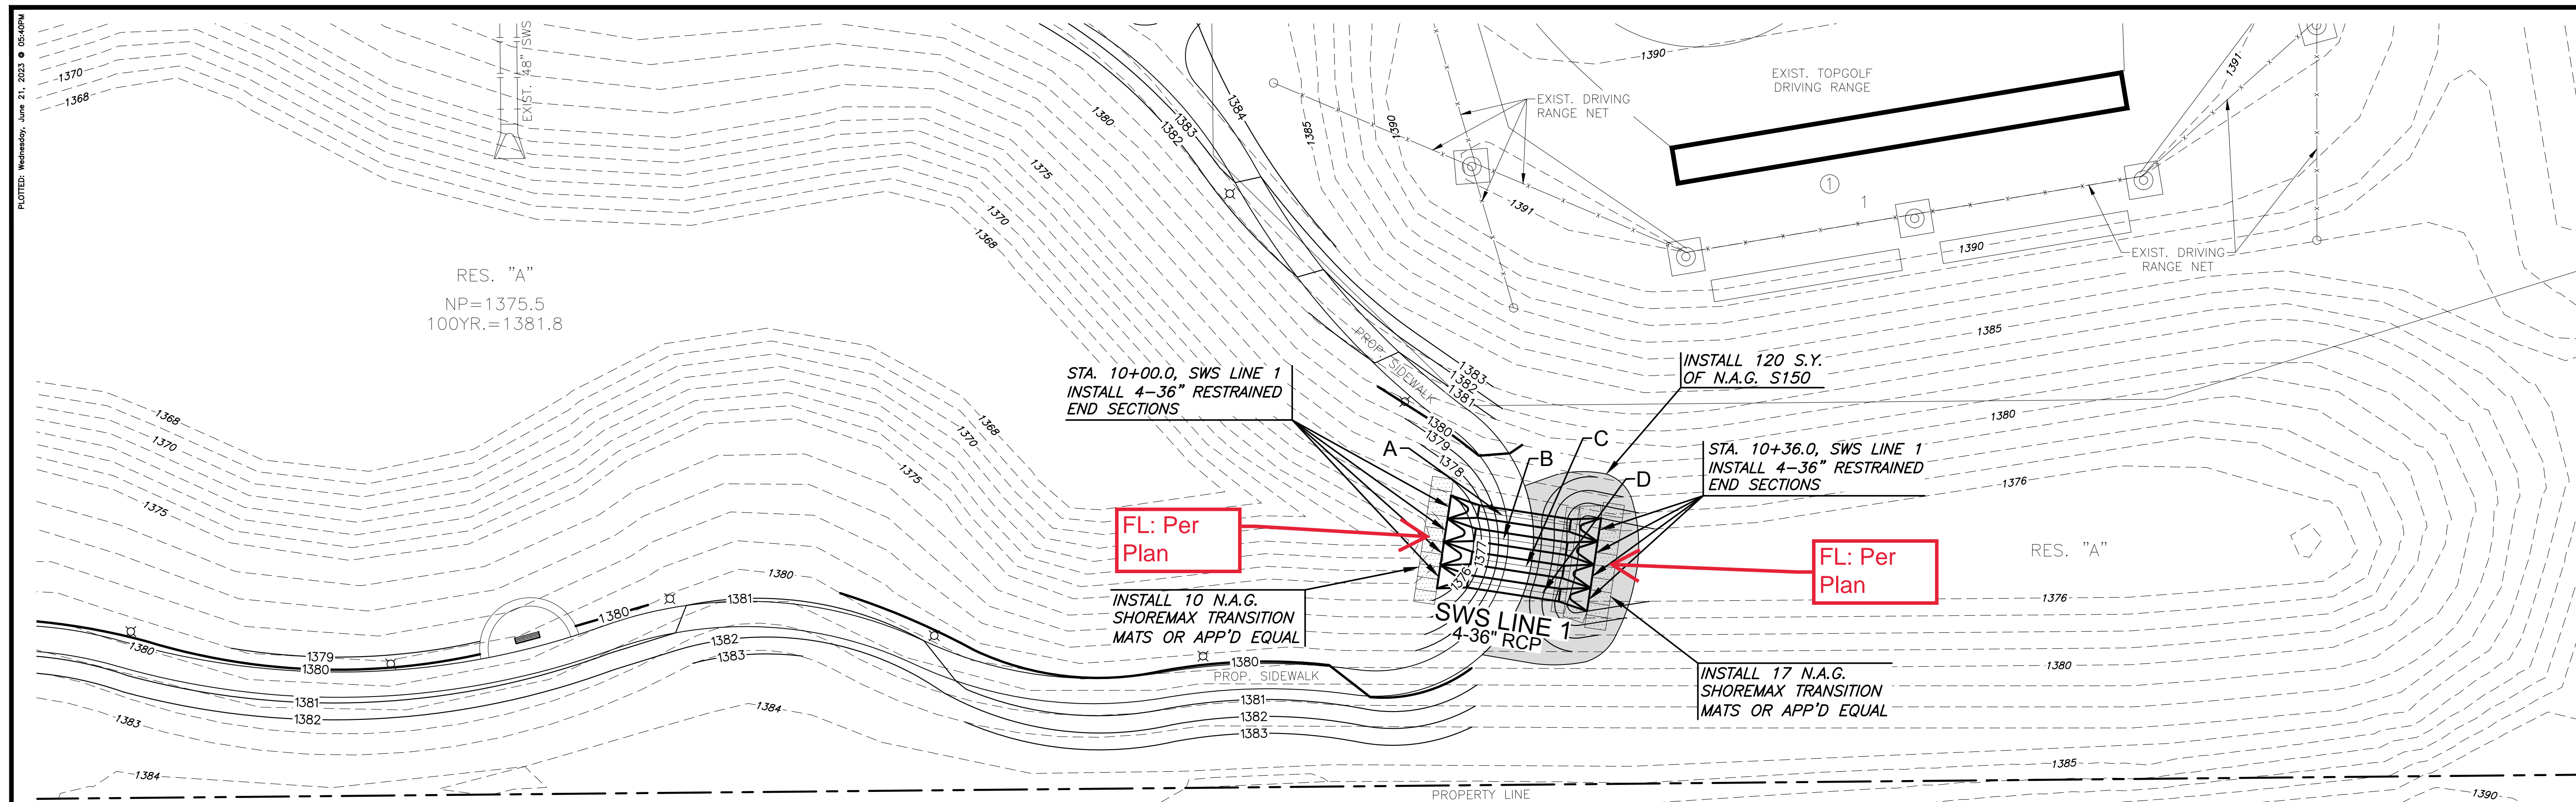 PLOTTED: Wednesday, June 21, 2023 @ 05:40PM
1370
1368
EXIST. 48" SWS
1380
1375
1370
1368
1382
1383
1384
1385
1390
1390
EXIST. DRIVING
RANGE NET
1391
EXIST. TOPGOLF
DRIVING RANGE
1391
1
1
1390
EXIST. DRIVING
RANGE NET
RES. "A"
NP=1375.5
100YR.=1381.8
1385
PROP. SIDEWALK
1383
1382
1381
STA. 10+00.0, SWS LINE 1
INSTALL 4-36" RESTRAINED
END SECTIONS
INSTALL 120 S.Y.
OF N.A.G. S150
1380
1368
1370
1375
1368
1370
1375
A
1380
1379
1378
B
C
D
STA. 10+36.0, SWS LINE 1
INSTALL 4-36" RESTRAINED
END SECTIONS
1376
FL: Per
Plan
1377
1376
FL: Per
Plan
RES. "A"
1376
INSTALL 10 N.A.G.
SHOREMAX TRANSITION
MATS OR APP'D EQUAL
SWS LINE 1
4-36" RCP
1380
INSTALL 17 N.A.G.
SHOREMAX TRANSITION
MATS OR APP'D EQUAL
1380
1380
1381
1380
1379
1380
1382
1383
1381
1382
1383
1384
1384
1380
PROP. SIDEWALK
1381
1382
1383
1385
PROPERTY LINE
1390